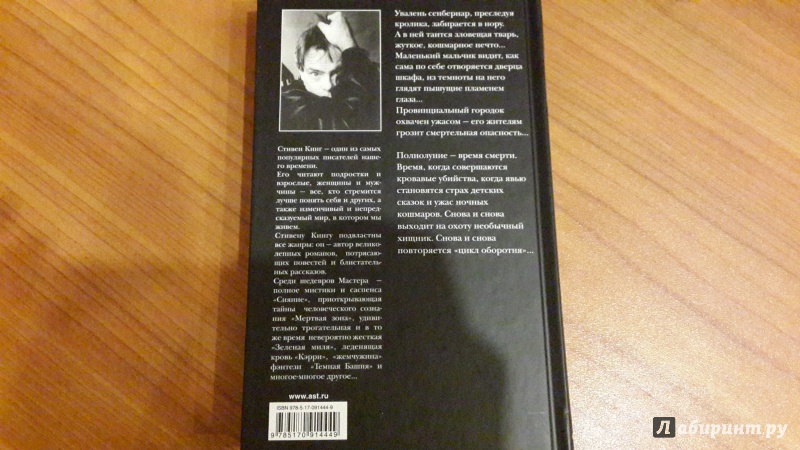 Увалень сенбернар, преследуя
кролика, забирается в нору.
А в ней таится зловещая тварь,
жуткое, кошмарное нечто...
Маленький мальчик видит, как
сама по себе отворяется дверца
шкафа, из темноты на него
глядят пышущие пламенем
глаза...
Провинциальный городок
охвачен ужасом – его жителям
грозит смертельная опасность...
Полнолуние – время смерти.
Время, когда совершаются
кровавые убийства, когда явью
становятся страх детских
сказок и ужас ночных
кошмаров. Снова и снова
выходит на охоту необычный
хищник. Снова и снова
повторяется «цикл оборотня»...
Стивен Кинг – один из самых
популярных писателей наше-
го времени.
Его читают подростки и
взрослые, женщины и муж-
чины – все, кто стремится
лучше понять себя и других, а
также изменчивый и непред-
сказуемый мир, в котором мы
живем.
Стивену Кингу подвластны
все жанры: он – автор велико-
лепных романов, потрясаю-
щих повестей и блистатель-
ных рассказов.
Среди шедевров Мастера –
полное мистики и саспенса
«Сияние», приоткрывающая
тайны человеческого созна-
ния «Мертвая зона», удиви-
тельно трогательная и в то
же время невероятно жесткая
«Зеленая миля», леденящая
кровь «Кэрри», «жемчужина»
фэнтези «Темная Башня» и
многое-многое другое...
www.ast.ru
ISBN 978-5-17-091444-9
9 785170 914449
Лабиринт.ру